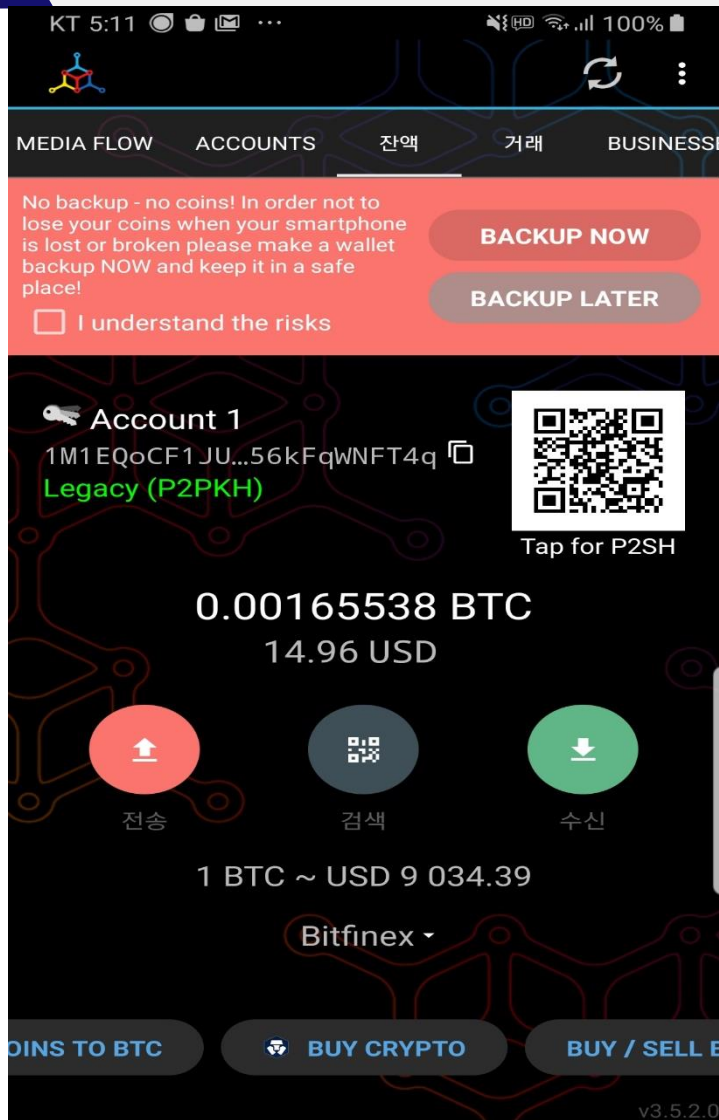 KT 5:11 ... HD 100%
MEDIA FLOW ACCOUNTS 잔액 거래 BUSINESSE
No backup - no coins! In order not to
lose your coins when your smartphone
is lost or broken please make a wallet
backup NOW and keep it in a safe
place!
I understand the risks
BACKUP NOW
BACKUP LATER
Account 1
1M1EQoCF1JU...56kFqWNFT4q
Legacy (P2PKH)
Tap for P2SH
0.00165538 BTC
14.96 USD
전송 검색 수신
1 BTC ~ USD 9 034.39
Bitfinex
OINS TO BTC BUY CRYPTO BUY / SELL B
v3.5.2.0